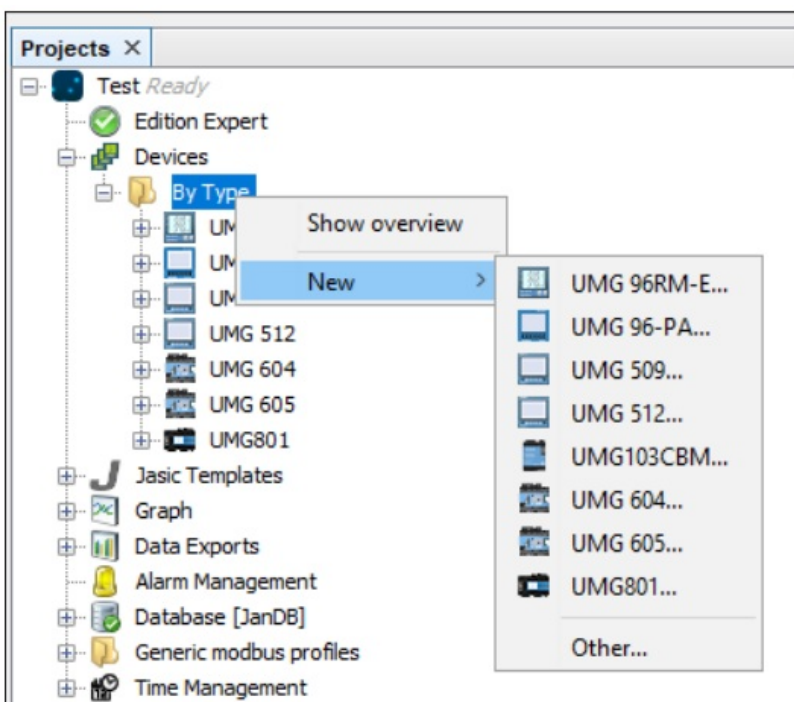 Projects
Test Ready
Edition Expert
Devices
By Type
UM
UM
UM
UMG 512
UMG 604
UMG 605
UMG801
Jasic Templates
Graph
Data Exports
Alarm Management
Database [JanDB]
Generic modbus profiles
Time Management
Show overview
New
UMG 96RM-E...
UMG 96-PA...
UMG 509...
UMG 512...
UMG103CBM...
UMG 604...
UMG 605...
UMG801...
Other...